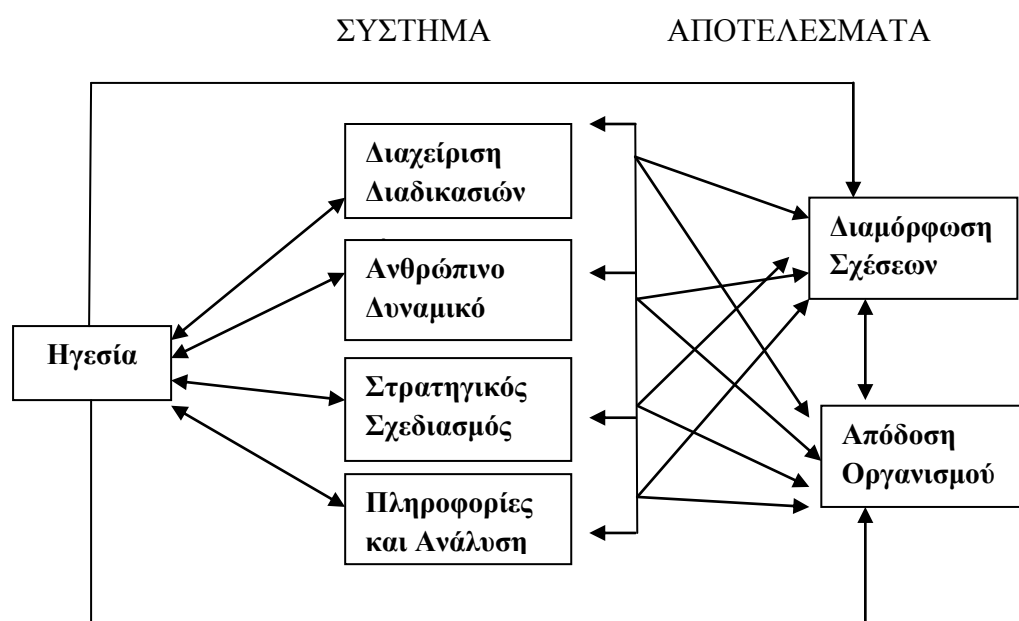 ΣΥΣΤΗΜΑ
ΑΠΟΤΕΛΕΣΜΑΤΑ
Διαχείριση
Διαδικασιών
Ανθρώπινο
Δυναμικό
Ηγεσία
Στρατηγικός
Σχεδιασμός
Πληροφορίες
και Ανάλυση
Διαμόρφωση
Σχέσεων
Απόδοση
Οργανισμού